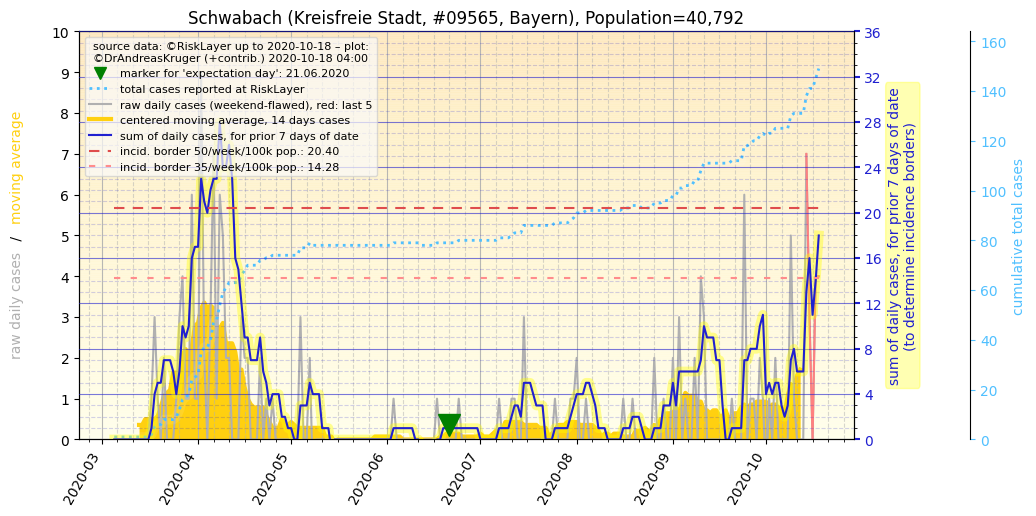 Schwabach (Kreisfreie Stadt, #09565, Bayern), Population=40,792
source data: ©RiskLayer up to 2020-10-18 – plot:
©DrAndreasKruger (+contrib.) 2020-10-18 04:00
marker for 'expectation day': 21.06.2020
total cases reported at RiskLayer
raw daily cases (weekend-flawed), red: last 5
centered moving average, 14 days cases
sum of daily cases, for prior 7 days of date
incid. border 50/week/100k pop.: 20.40
incid. border 35/week/100k pop.: 14.28
raw daily cases / moving average
10
9
8
7
6
5
4
3
2
1
0
2020-03
2020-04
2020-05
2020-06
2020-07
2020-08
2020-09
2020-10
36
32
28
24
20
16
12
8
4
0
sum of daily cases, for prior 7 days of date
(to determine incidence borders)
160
140
120
100
80
60
40
20
0
cumulative total cases